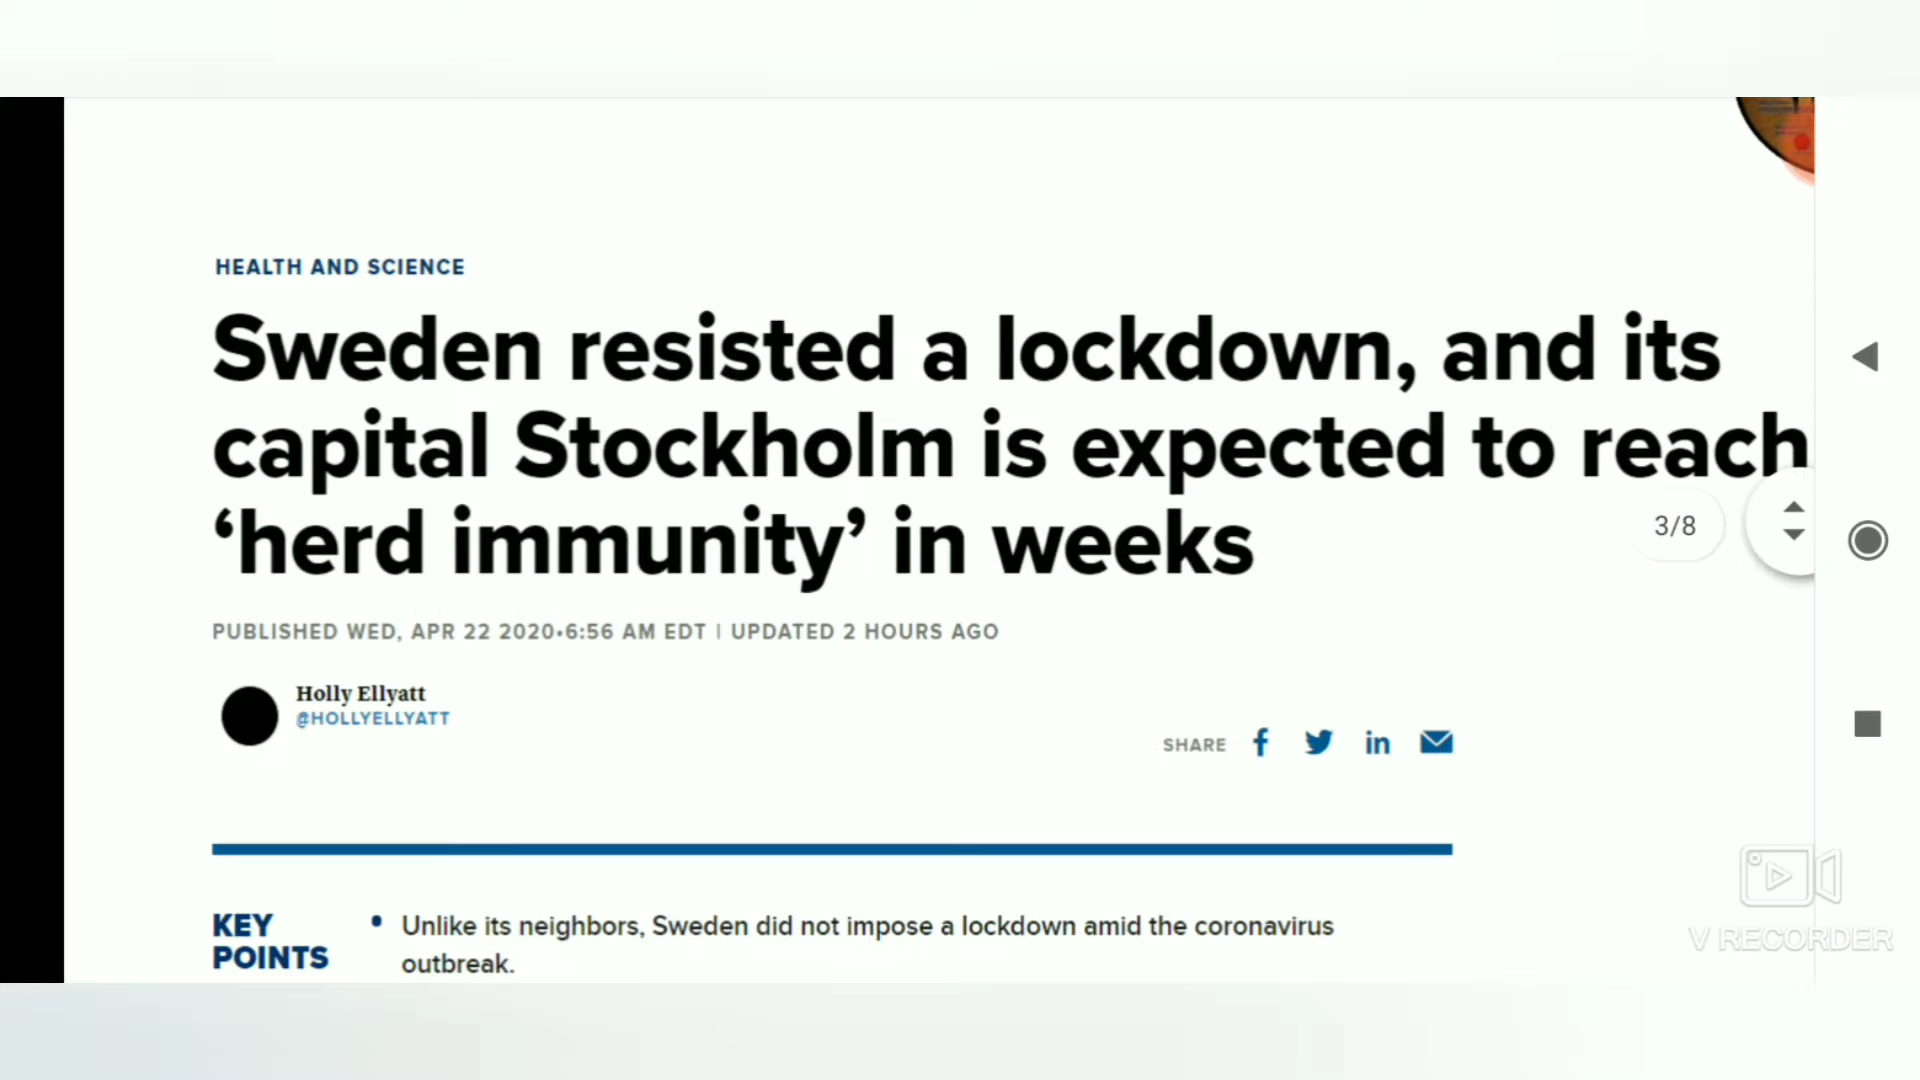 HEALTH AND SCIENCE
Sweden resisted a lockdown, and its
capital Stockholm is expected to reach
‘herd immunity’ in weeks
PUBLISHED WED, APR 22 2020•6:56 AM EDT | UPDATED 2 HOURS AGO
Holly Ellyatt
@HOLLYELLYATT
SHARE
KEY
POINTS
• Unlike its neighbors, Sweden did not impose a lockdown amid the coronavirus
outbreak.
3/8
V RECORDER